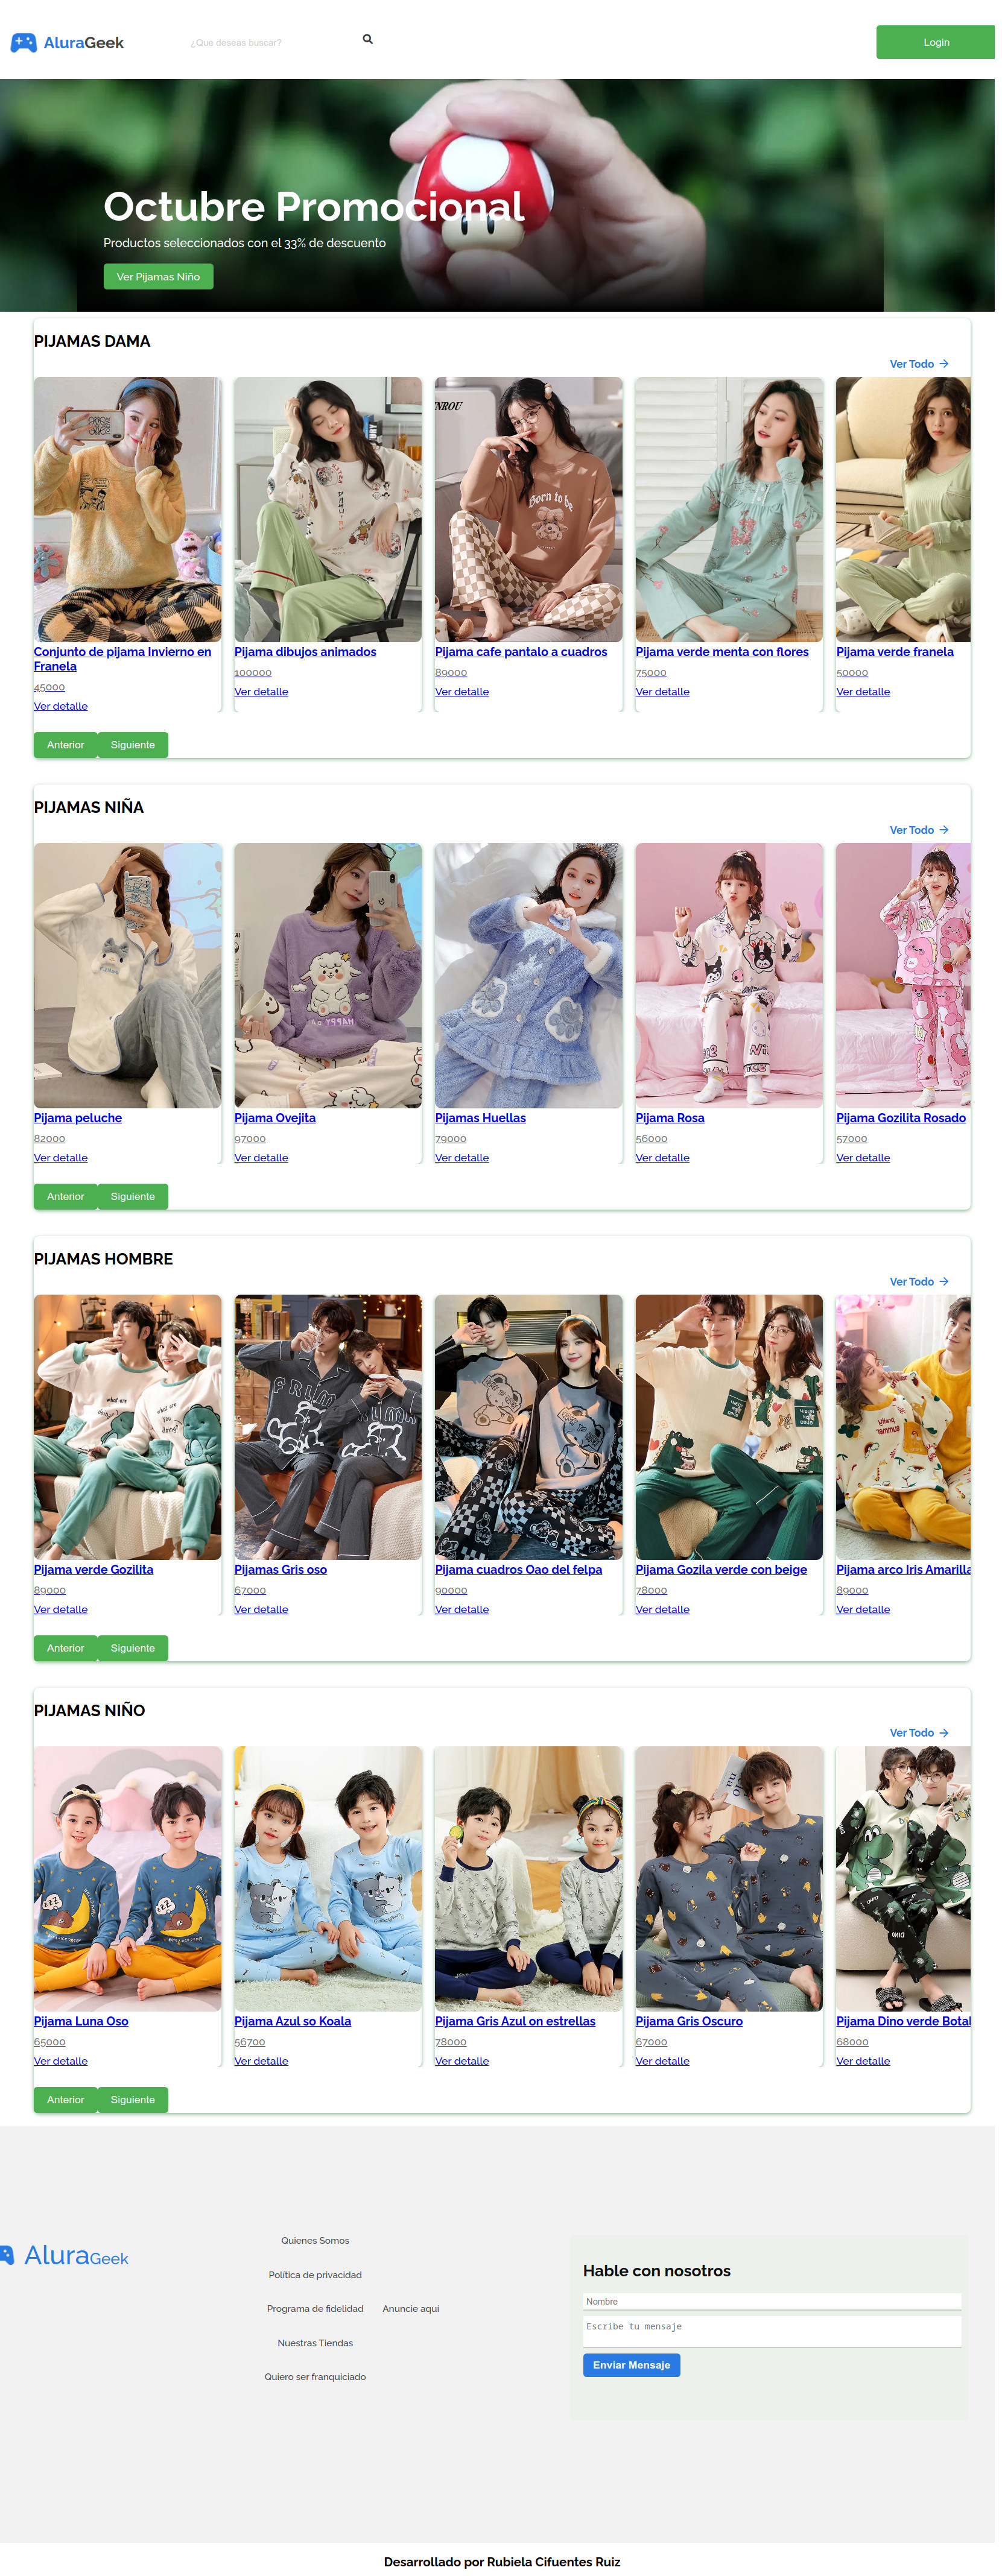 AluraGeek
¿Que deseas buscar?
Login
Octubre Promocional
Productos seleccionados con el 33% de descuento
Ver Pijamas Niño
PIJAMAS DAMA
Ver Todo →
Conjunto de pijama Invierno en
Franela
45000
Ver detalle
Pijama dibujos animados
100000
Ver detalle
Born to be
Pijama cafe pantalo a cuadros
89000
Ver detalle
Pijama verde menta con flores
75000
Ver detalle
Pijama verde franela
50000
Ver detalle
Anterior
Siguiente
PIJAMAS NIÑA
Ver Todo →
Pijama peluche
82000
Ver detalle
Pijama Ovejita
97000
Ver detalle
Pijamas Huellas
79000
Ver detalle
Pijama Rosa
56000
Ver detalle
Pijama Gozilita Rosado
57000
Ver detalle
Anterior
Siguiente
PIJAMAS HOMBRE
Ver Todo →
Pijama verde Gozilita
89000
Ver detalle
Pijamas Gris oso
67000
Ver detalle
Pijama cuadros Oao del felpa
90000
Ver detalle
Pijama Gozila verde con beige
78000
Ver detalle
Pijama arco Iris Amarilla
89000
Ver detalle
Anterior
Siguiente
PIJAMAS NIÑO
Ver Todo →
Pijama Luna Oso
65000
Ver detalle
Pijama Azul so Koala
56700
Ver detalle
Pijama Gris Azul on estrellas
78000
Ver detalle
Pijama Gris Oscuro
67000
Ver detalle
Pijama Dino verde Botal
68000
Ver detalle
Anterior
Siguiente
AluraGeek
Quienes Somos
Política de privacidad
Programa de fidelidad
Anuncie aquí
Nuestras Tiendas
Quiero ser franquiciado
Hable con nosotros
Nombre
Escribe tu mensaje
Enviar Mensaje
Desarrollado por Rubiela Cifuentes Ruiz